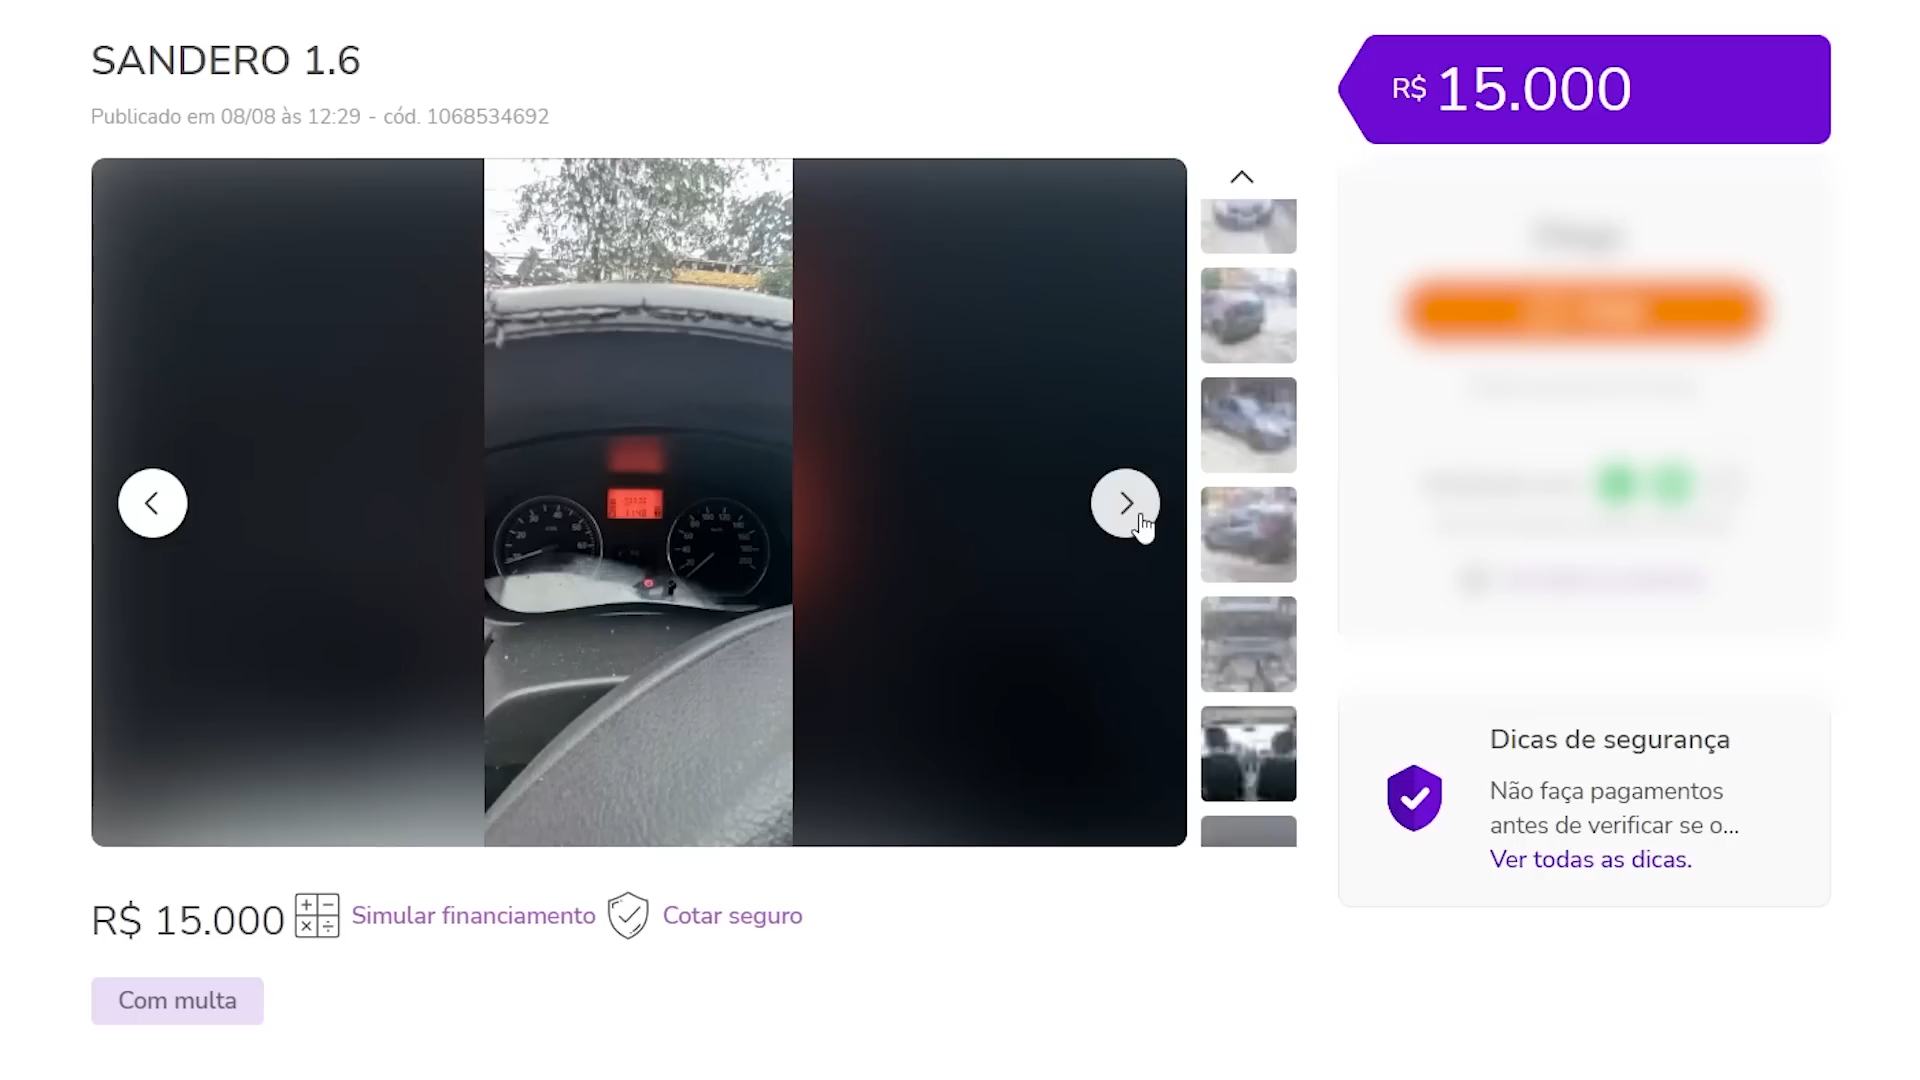 SANDERO 1.6
Publicado em 08/08 às 12:29 - cód. 1068534692
R$ 15.000
R$ 15.000
Simular financiamento
Cotar seguro
Com multa
Dicas de segurança
Não faça pagamentos
antes de verificar se o...
Ver todas as dicas.